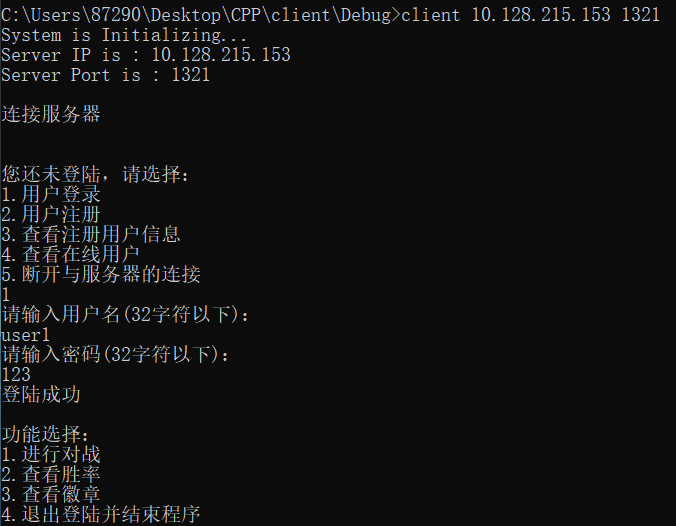 C:\Users\87290\Desktop\CPP\client\Debug>client 10.128.215.153 1321
System is Initializing...
Server IP is : 10.128.215.153
Server Port is : 1321
连接服务器
您还未登陆，请选择：
1.用户登录
2.用户注册
3.查看注册用户信息
4.查看在线用户
5.断开与服务器的连接
1
请输入用户名(32字符以下)：
user1
请输入密码(32字符以下)：
123
登陆成功
功能选择：
1.进行对战
2.查看胜率
3.查看徽章
4.退出登陆并结束程序